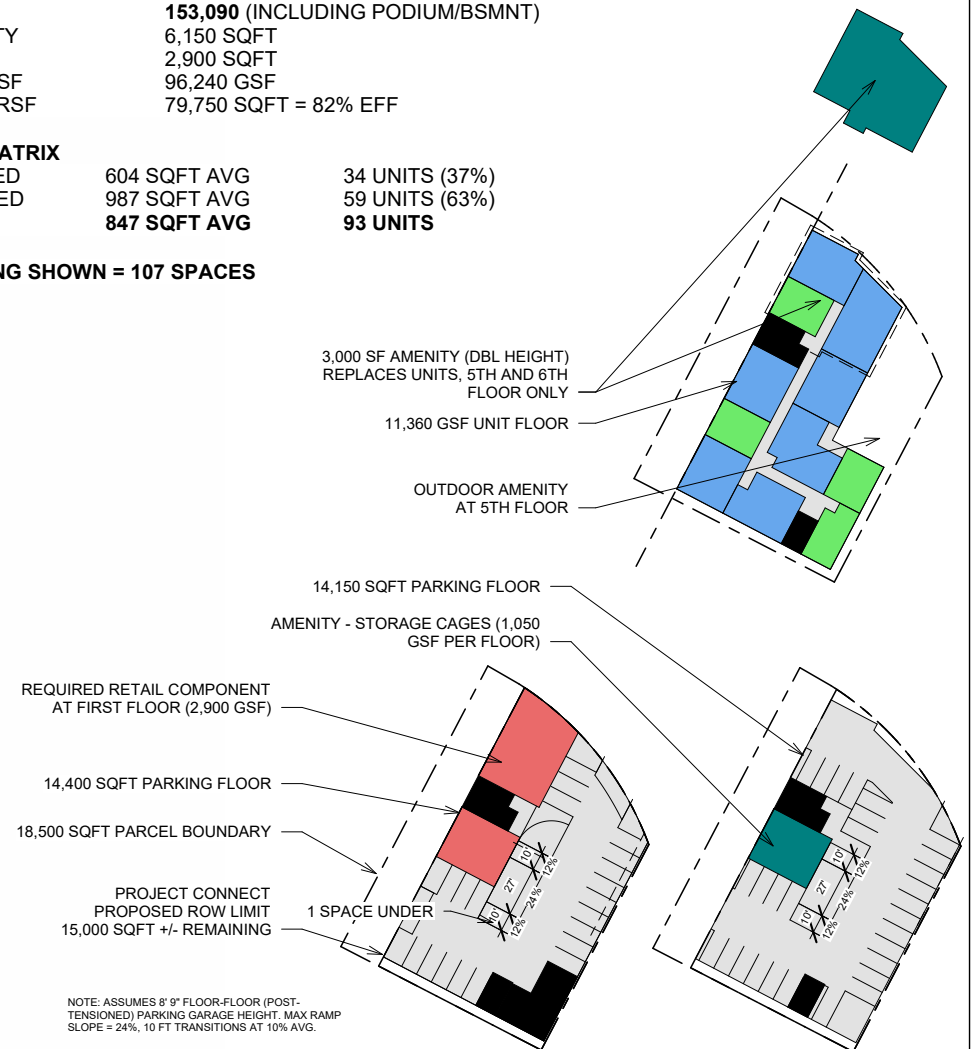 153,090 (INCLUDING PODIUM/BSMNT)
TY 6,150 SQFT
2,900 SQFT
SF 96,240 GSF
RSF 79,750 SQFT = 82% EFF
ATRIX
ED 604 SQFT AVG 34 UNITS (37%)
ED 987 SQFT AVG 59 UNITS (63%)
847 SQFT AVG 93 UNITS
NG SHOWN = 107 SPACES
3,000 SF AMENITY (DBL HEIGHT)
REPLACES UNITS, 5TH AND 6TH
FLOOR ONLY
11,360 GSF UNIT FLOOR
OUTDOOR AMENITY
AT 5TH FLOOR
14,150 SQFT PARKING FLOOR
AMENITY - STORAGE CAGES (1,050
GSF PER FLOOR)
REQUIRED RETAIL COMPONENT
AT FIRST FLOOR (2,900 GSF)
14,400 SQFT PARKING FLOOR
18,500 SQFT PARCEL BOUNDARY
PROJECT CONNECT
PROPOSED ROW LIMIT
15,000 SQFT +/- REMAINING
1 SPACE UNDER
10'
12%
27'
24%
10'
12%
10'
12%
27'
24%
10'
12%
NOTE: ASSUMES 8' 9" FLOOR-FLOOR (POST-
TENSIONED) PARKING GARAGE HEIGHT. MAX RAMP
SLOPE = 24%, 10 FT TRANSITIONS AT 10% AVG.